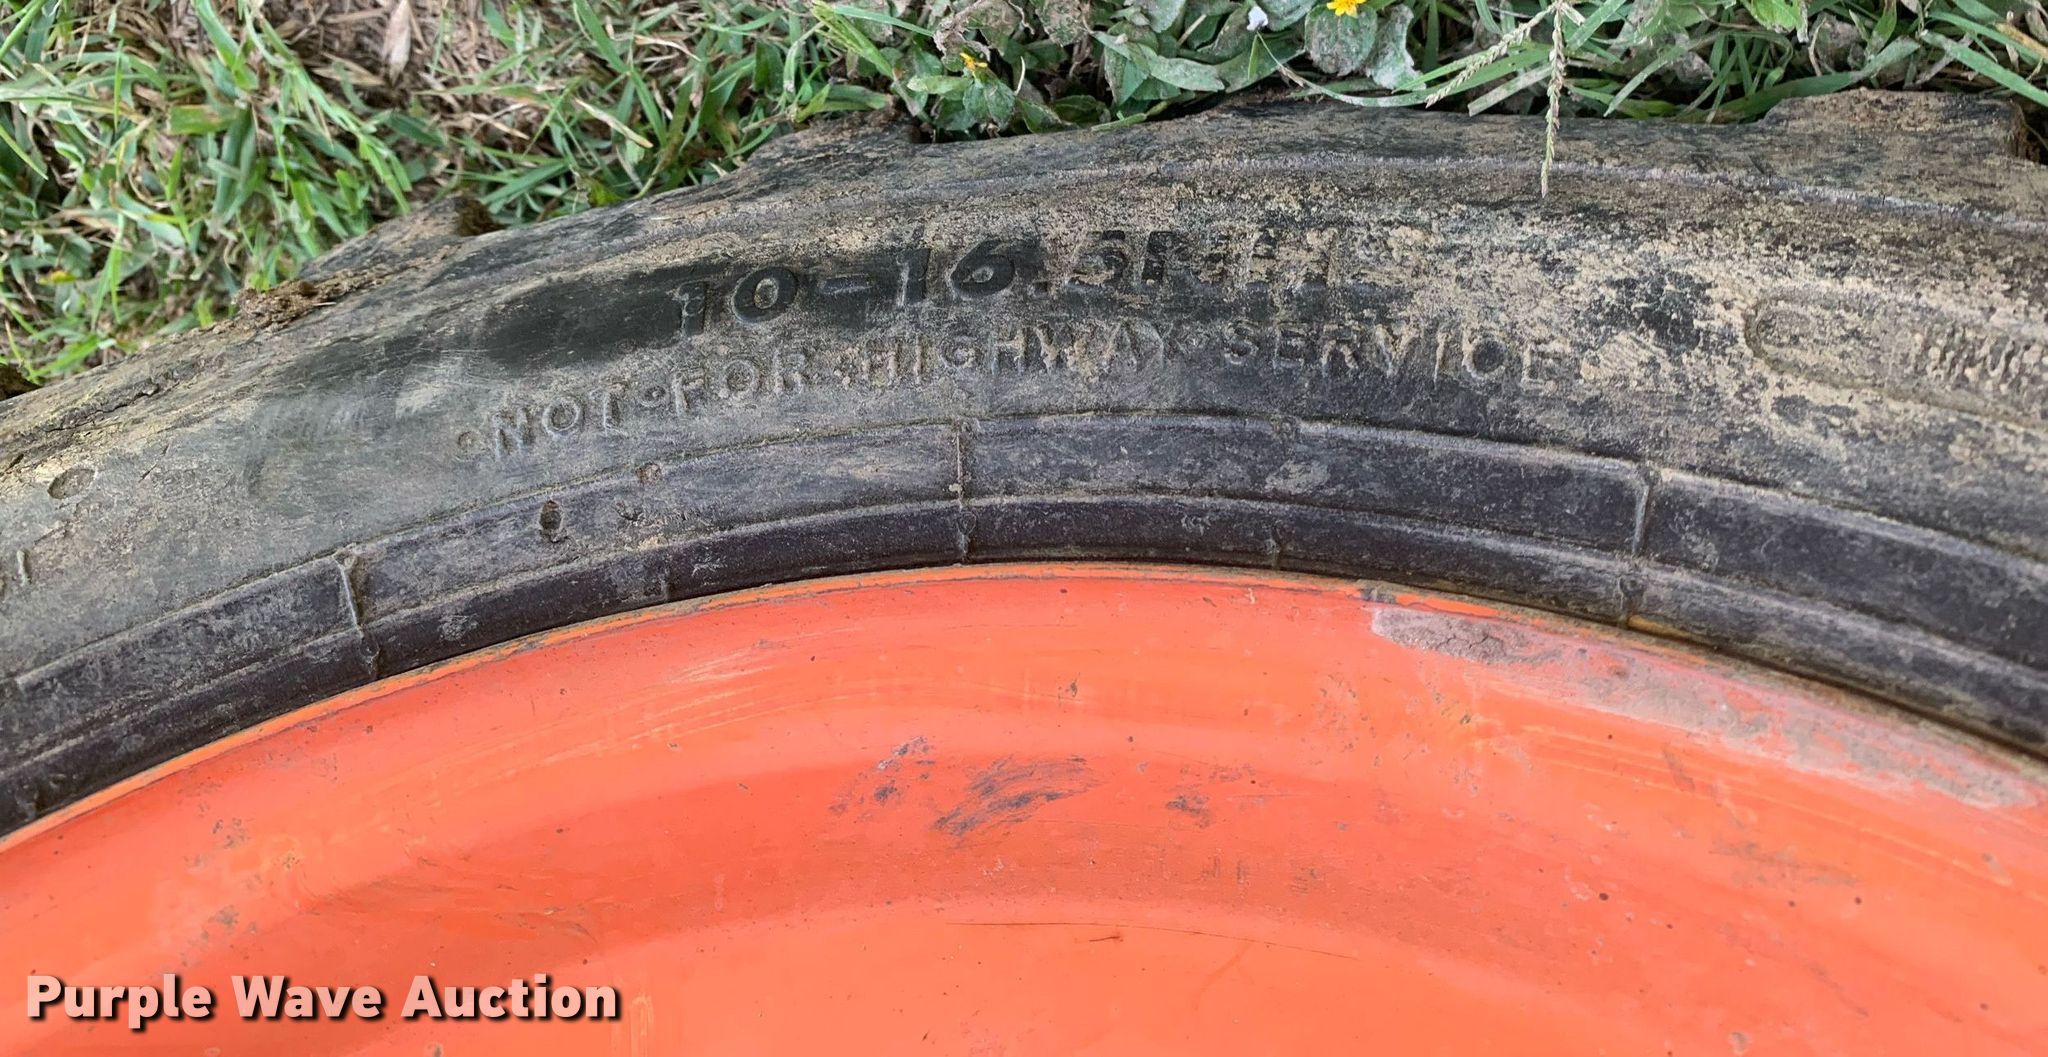 10-16.5
•NOT•FOR•HIGHWAY•SERVICE•
Purple Wave Auction